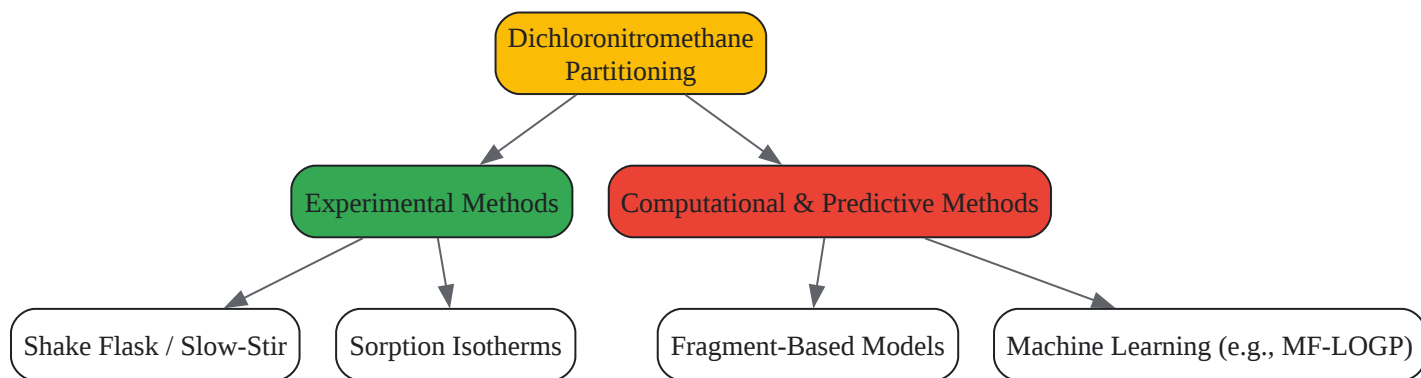 Dichloronitromethane
Partitioning
Experimental Methods
Computational & Predictive Methods
Shake Flask / Slow-Stir
Sorption Isotherms
Fragment-Based Models
Machine Learning (e.g., MF-LOGP)